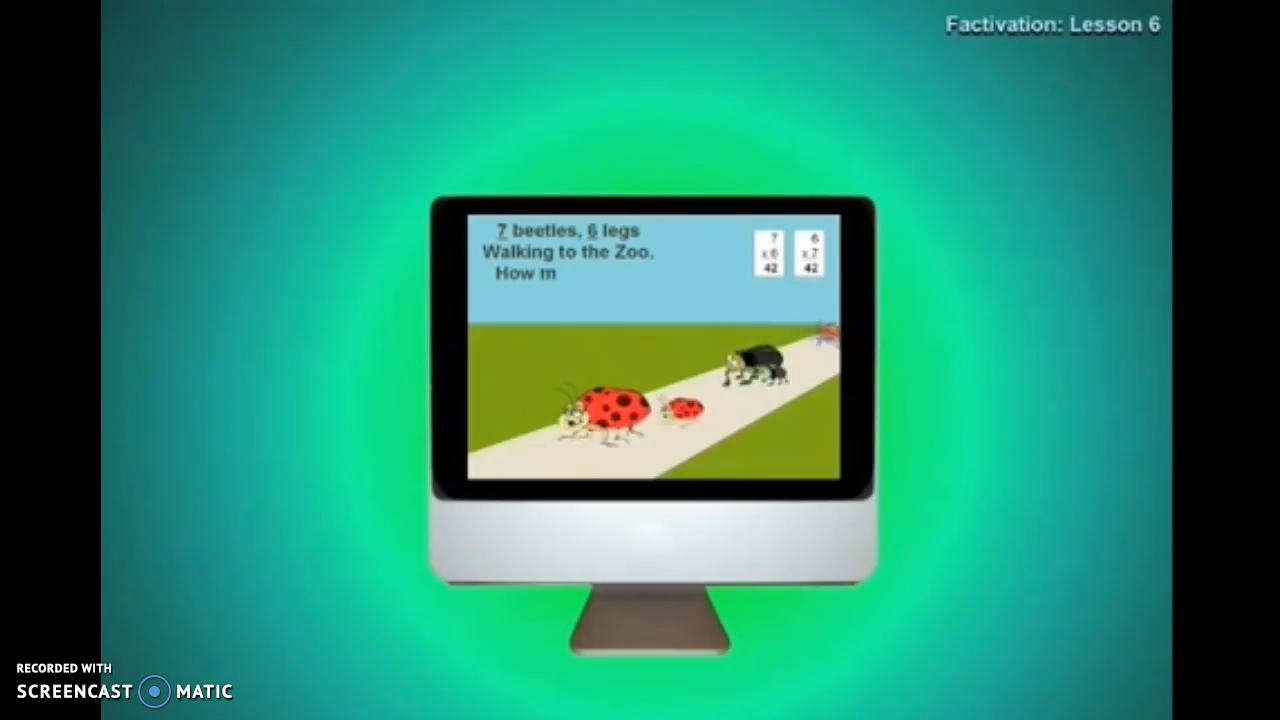 Factivation: Lesson 6
7 beetles, 6 legs
Walking to the Zoo.
How m
7
x 6
42
6
x 7
42
RECORDED WITH
SCREENCAST MATIC